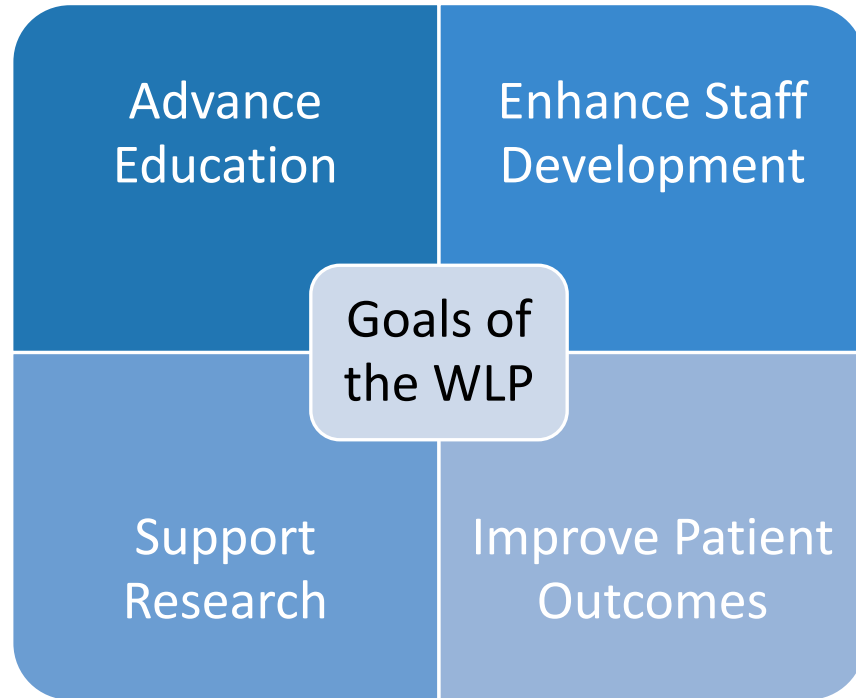 Advance
Education
Enhance Staff
Development
Goals of
the WLP
Support
Research
Improve Patient
Outcomes